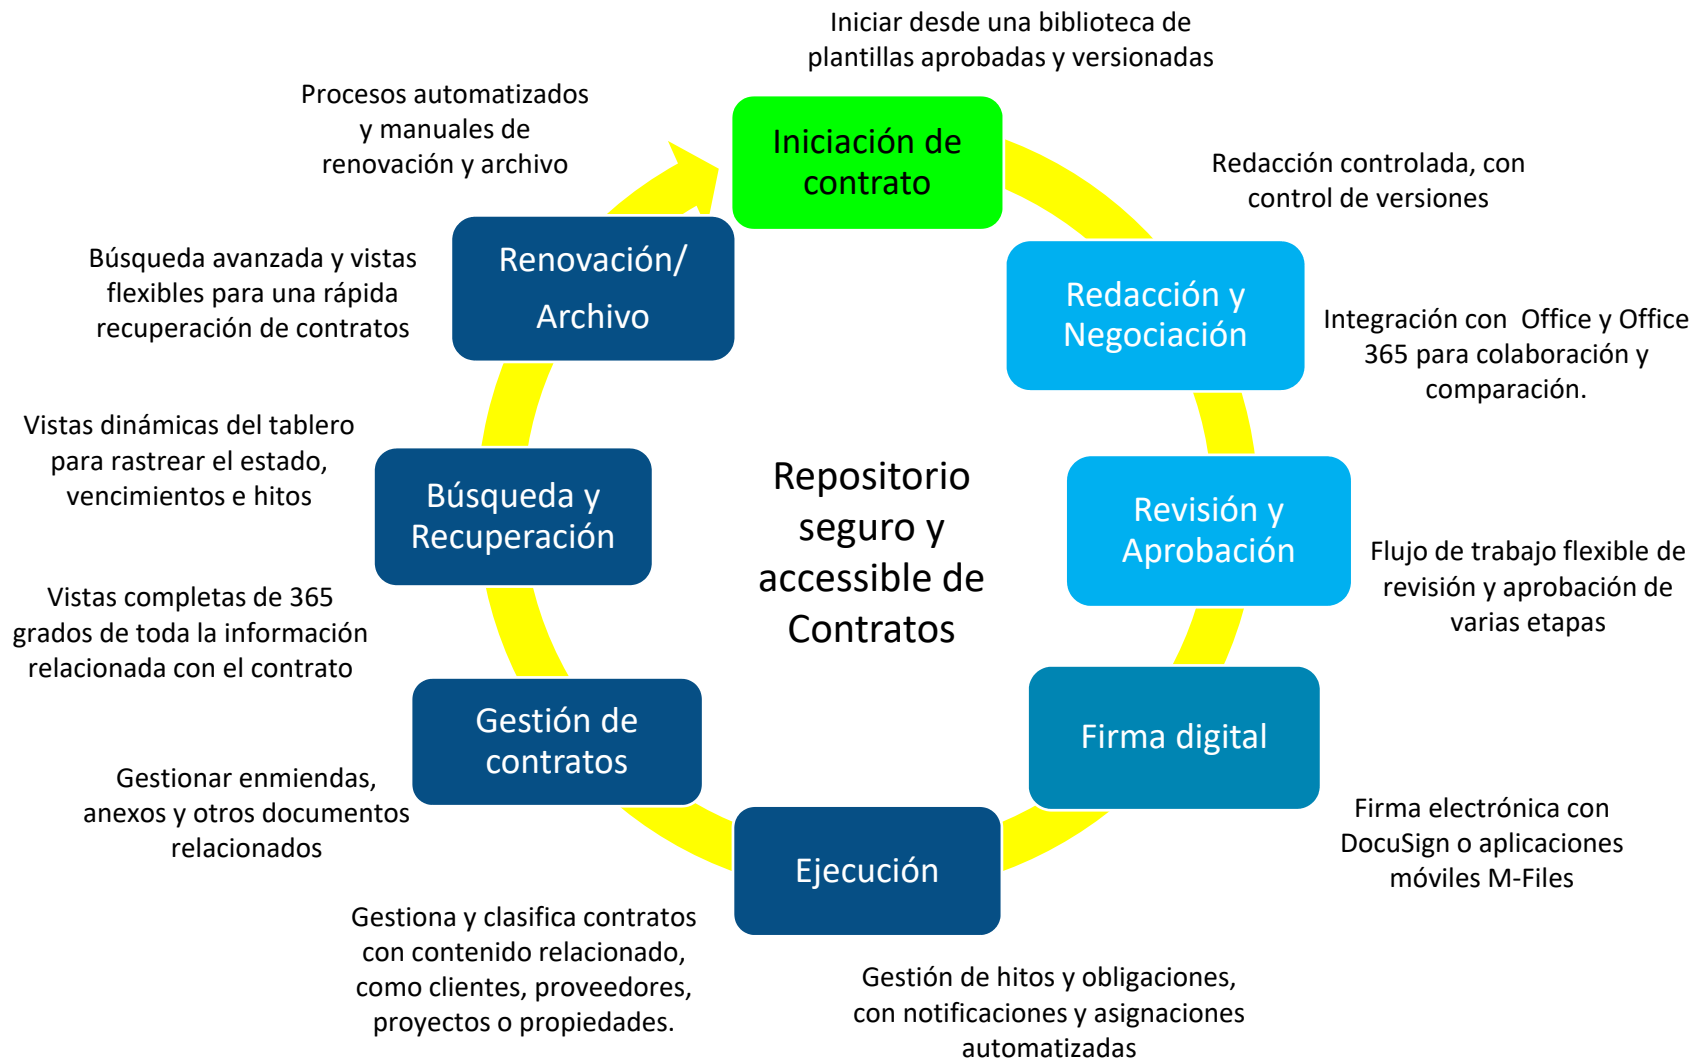 Iniciar desde una biblioteca de
plantillas aprobadas y versionadas
Procesos automatizados
y manuales de
renovación y archivo
Iniciación de
contrato
Redacción controlada, con
control de versiones
Búsqueda avanzada y vistas
flexibles para una rápida
recuperación de contratos
Renovación/
Archivo
Redacción y
Negociación
Integración con  Office y Office
365 para colaboración y
comparación.
Vistas dinámicas del tablero
para rastrear el estado,
vencimientos e hitos
Búsqueda y
Recuperación
Repositorio
seguro y
accessible de
Contratos
Revisión y
Aprobación
Flujo de trabajo flexible de
revisión y aprobación de
varias etapas
Vistas completas de 365
grados de toda la información
relacionada con el contrato
Gestión de
contratos
Firma digital
Gestionar enmiendas,
anexos y otros documentos
relacionados
Ejecución
Firma electrónica con
DocuSign o aplicaciones
móviles M-Files
Gestiona y clasifica contratos
con contenido relacionado,
como clientes, proveedores,
proyectos o propiedades.
Gestión de hitos y obligaciones,
con notificaciones y asignaciones
automatizadas